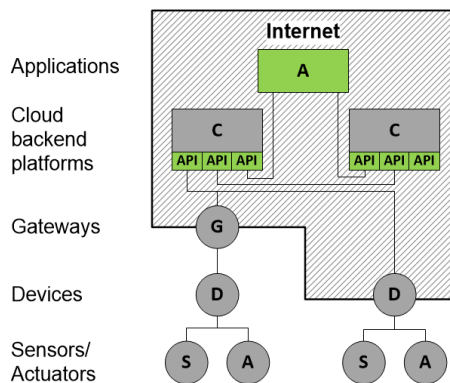 Internet
Applications
A
Cloud
backend
platforms
C
C
API API API
API API API
Gateways
G
Devices
D
D
Sensors/
Actuators
S
A
S
A